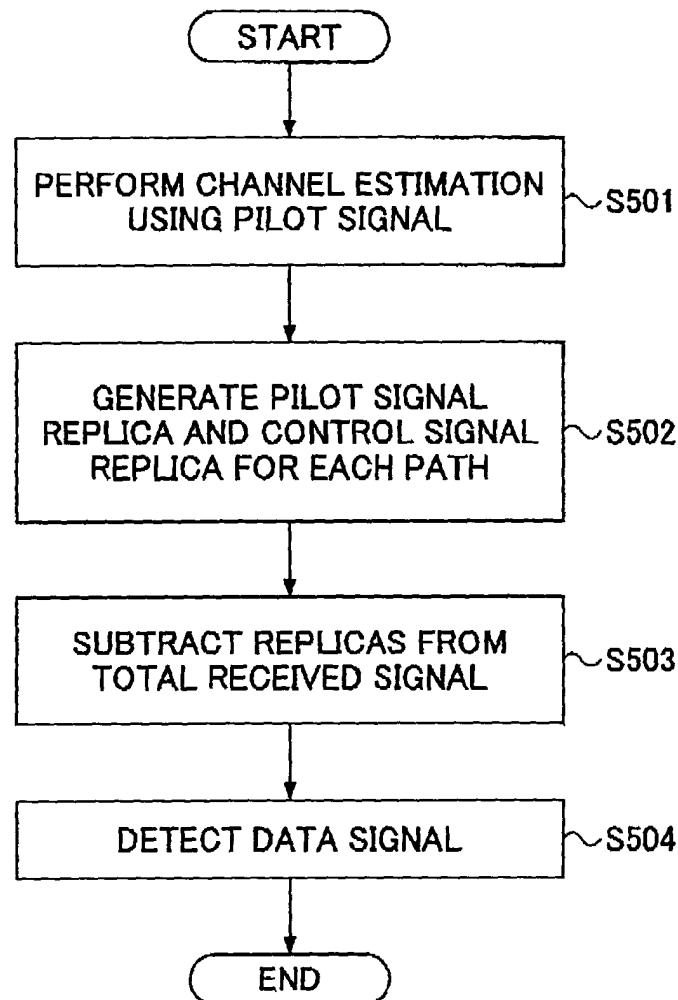 START
PERFORM CHANNEL ESTIMATION
USING PILOT SIGNAL
S501
GENERATE PILOT SIGNAL
REPLICA AND CONTROL SIGNAL
REPLICA FOR EACH PATH
S502
SUBTRACT REPLICAS FROM
TOTAL RECEIVED SIGNAL
S503
DETECT DATA SIGNAL
S504
END